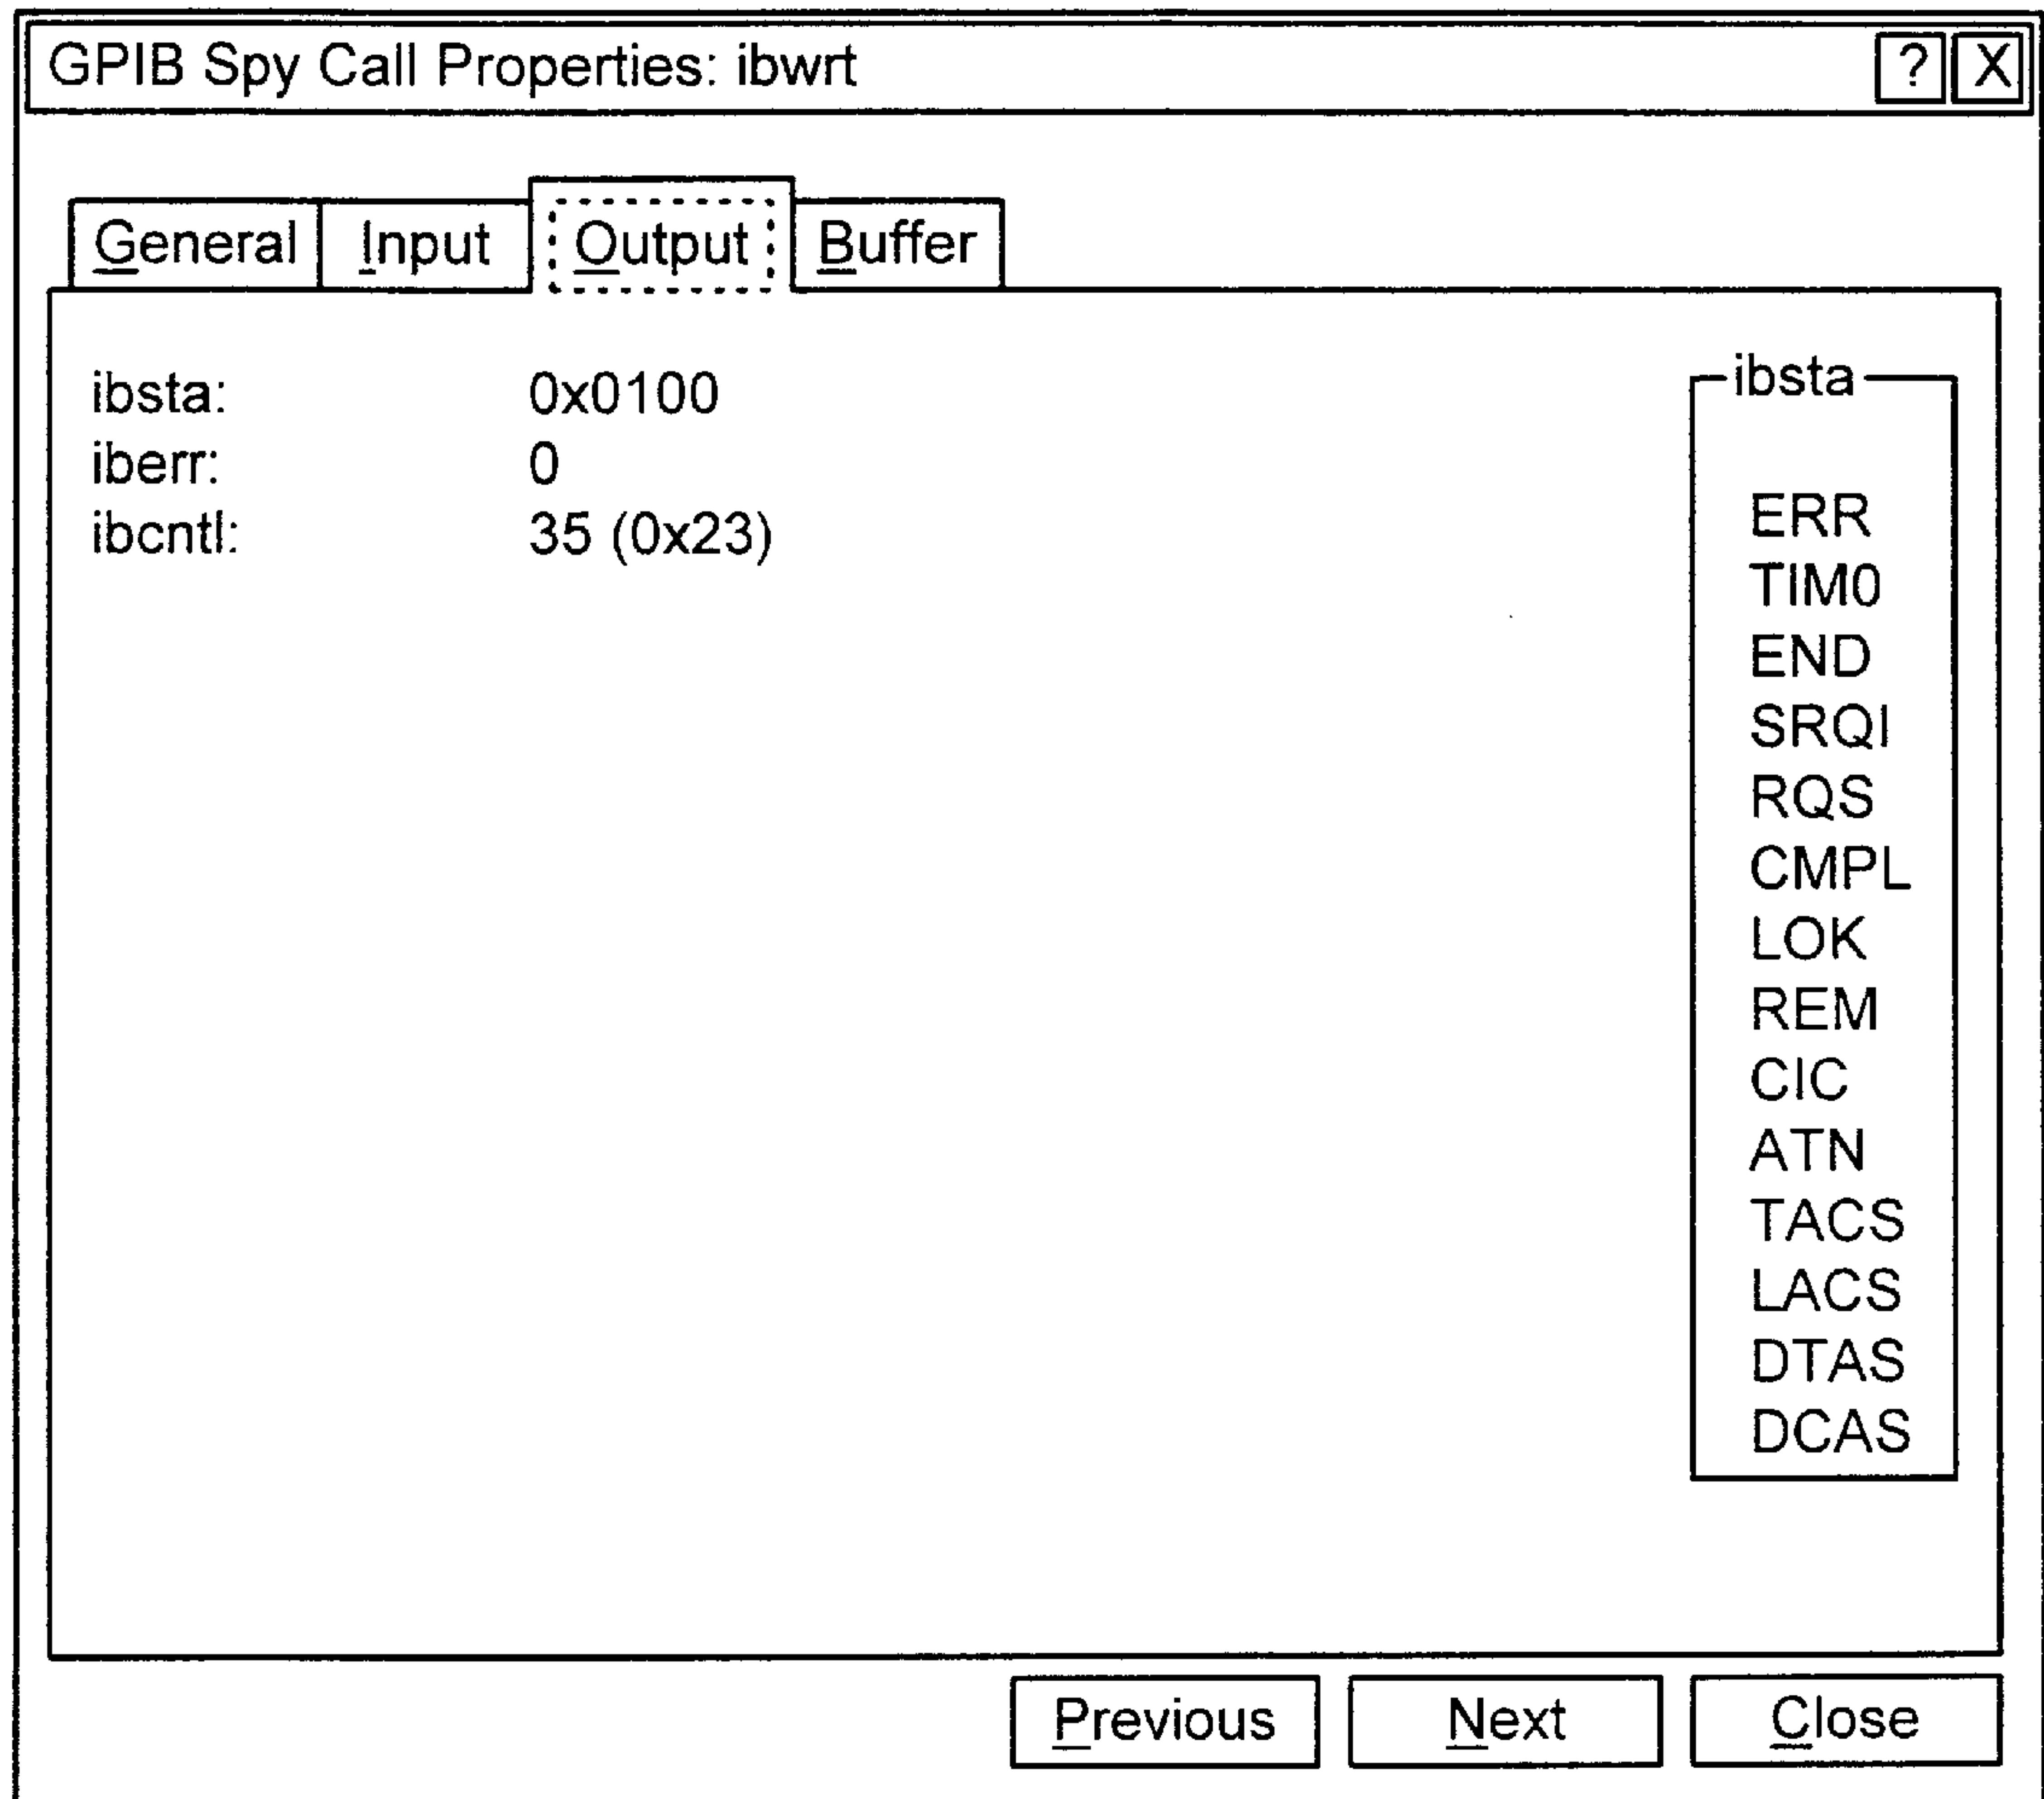 GPIB Spy Call Properties: ibwrt ? X
General Input Output Buffer
ibsta: 0x0100
iberr: 0
ibcntl: 35 (0x23)
ibsta
ERR
TIM0
END
SRQI
RQS
CMPL
LOK
REM
CIC
ATN
TACS
LACS
DTAS
DCAS
Previous Next Close